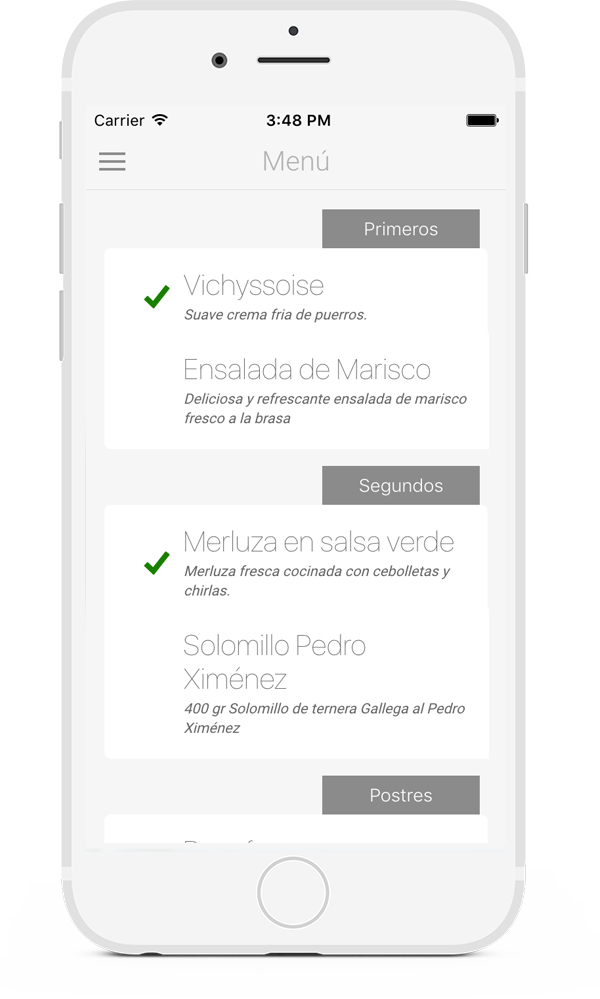 Carrier 3:48 PM
Menú
Primeros
Vichyssoise
Suave crema fria de puerros.
Ensalada de Marisco
Deliciosa y refrescante ensalada de marisco
fresco a la brasa
Segundos
Merluza en salsa verde
Merluza fresca cocinada con cebolletas y
chirlas.
Solomillo Pedro
Ximénez
400 gr Solomillo de ternera Gallega al Pedro
Ximénez
Postres